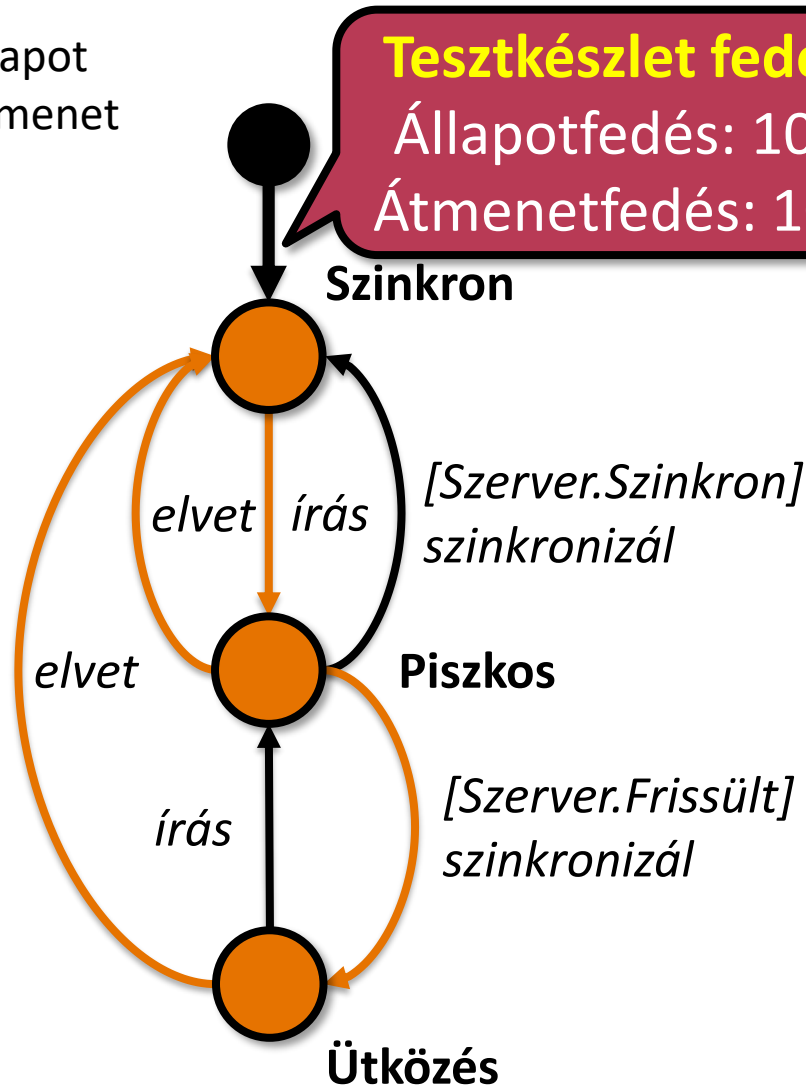 apot
menet
Tesztkészlet fed
Állapotfedés: 10
Átmenetfedés: 1
Szinkron
elvet
írás
[Szerver.Szinkron]
szinkronizál
elvet
Piszkos
[Szerver.Frissült]
szinkronizál
írás
Ütközés